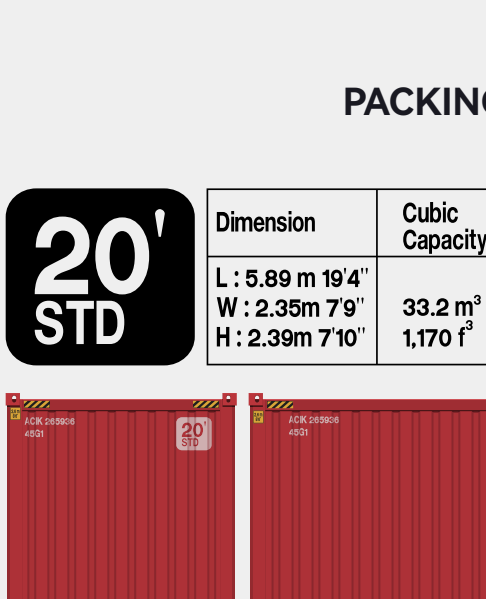 PACKING
20'
STD
Dimension
Cubic
Capacity
L : 5.89 m 19'4"
W : 2.35m 7'9"
H : 2.39m 7'10"
33.2 m³
1,170 f³
ACIK 265936
45G1
20'
STD
ACIK 265936
45G1